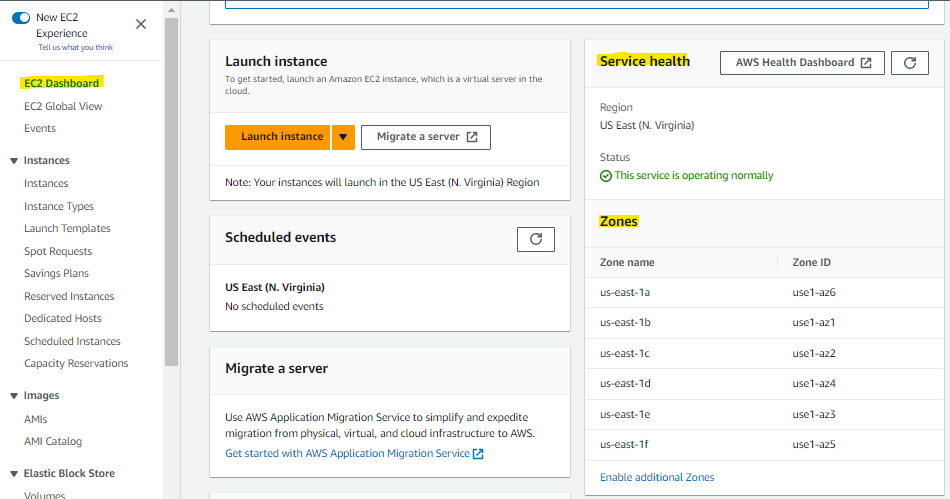 New EC2
Experience
Tell us what you think
EC2 Dashboard
EC2 Global View
Events
Instances
Instances
Instance Types
Launch Templates
Spot Requests
Savings Plans
Reserved Instances
Dedicated Hosts
Scheduled Instances
Capacity Reservations
Images
AMIs
AMI Catalog
Elastic Block Store
Volumes
Launch instance
To get started, launch an Amazon EC2 instance, which is a virtual server in the
cloud.
Launch instance
Migrate a server
Note: Your instances will launch in the US East (N. Virginia) Region
Scheduled events
US East (N. Virginia)
No scheduled events
Migrate a server
Use AWS Application Migration Service to simplify and expedite
migration from physical, virtual, and cloud infrastructure to AWS.
Get started with AWS Application Migration Service
Service health
AWS Health Dashboard
Region
US East (N. Virginia)
Status
This service is operating normally
Zones
Zone name Zone ID
us-east-1a use1-az6
us-east-1b use1-az1
us-east-1c use1-az2
us-east-1d use1-az4
us-east-1e use1-az3
us-east-1f use1-az5
Enable additional Zones